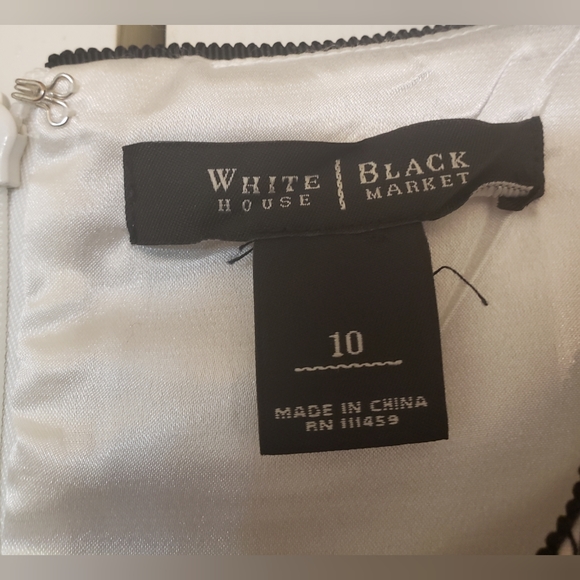 WHITE | BLACK
HOUSE | MARKET
10
MADE IN CHINA
RN 111459